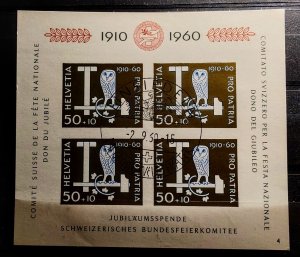 1910
1960
COMITÉ SUISSE DE LA FÊTE NATIONALE
DON DU JUBILÉ
COMITATO SVIZZERO PER LA FESTA NAZIONALE
DONO DEL GIUBILEO
HELVETIA
1910-60
PRO PATRIA
50+10
HELVETIA
1910-60
PRO PATRIA
50+10
HELVETIA
1910-60
PRO PATRIA
50+10
HELVETIA
1910-60
PRO PATRIA
50+10
JUBILÄUMSSPENDE
SCHWEIZERISCHES BUNDESFEIERKOMITEE
4